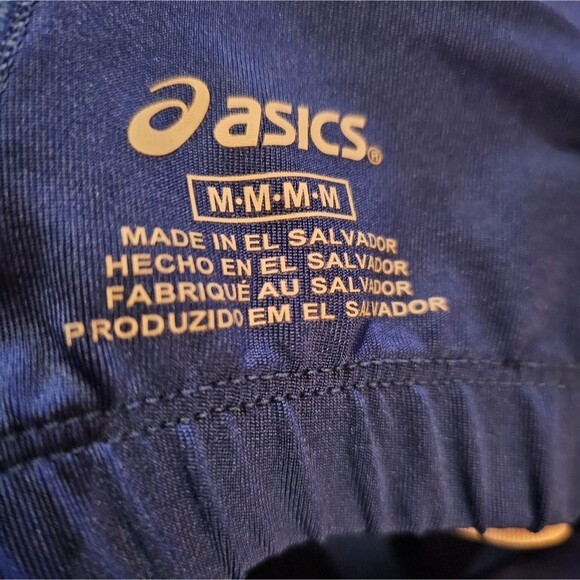 asics®
M·M·M·M
MADE IN EL SALVADOR
HECHO EN EL SALVADOR
FABRIQUÉ AU SALVADOR
PRODUZIDO EM EL SALVADOR